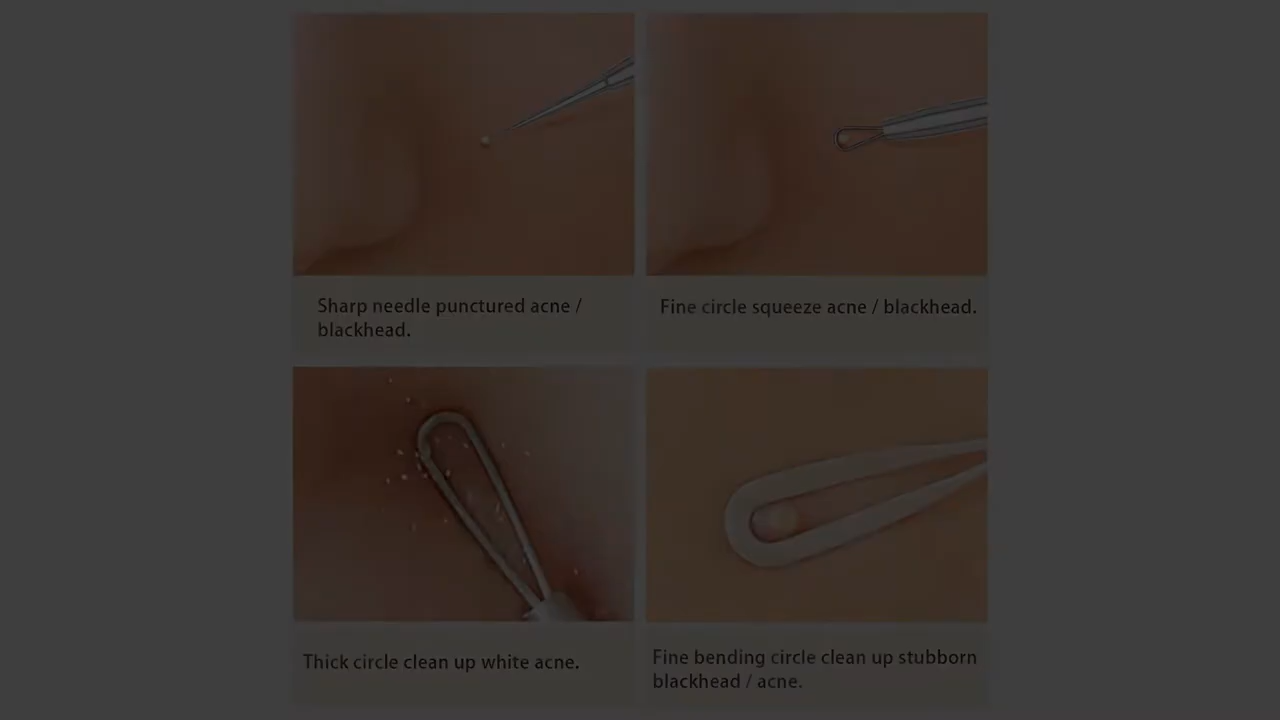 Sharp needle punctured acne /
blackhead.
Fine circle squeeze acne / blackhead.
Thick circle clean up white acne.
Fine bending circle clean up stubborn
blackhead / acne.